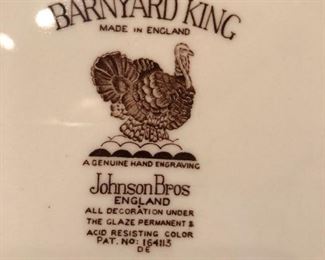 BARNYARD KING
MADE IN ENGLAND
A GENUINE HAND ENGRAVING
Johnson Bros
ENGLAND
ALL DECORATION UNDER
THE GLAZE PERMANENT &
ACID RESISTING COLOR
PAT. NO: 164113
DE